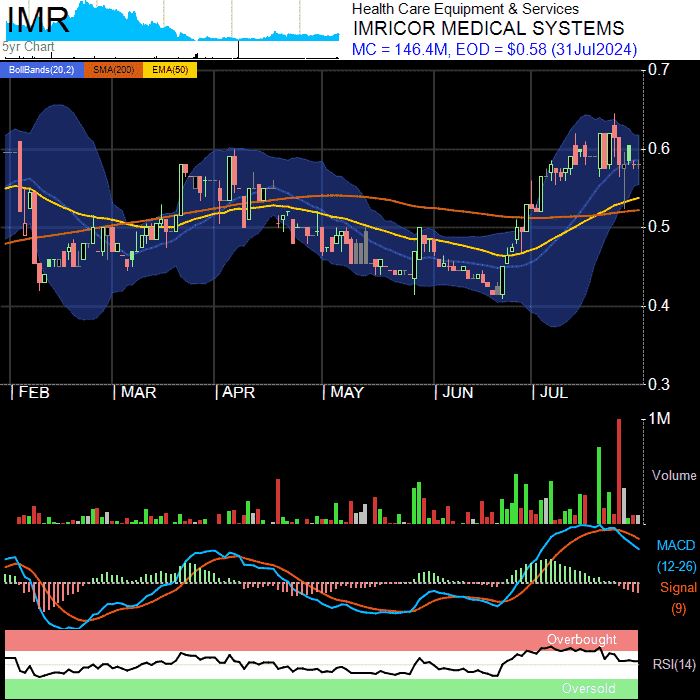 IMR
5yr Chart
Health Care Equipment & Services
IMRICOR MEDICAL SYSTEMS
MC = 146.4M, EOD = $0.58 (31Jul2024)
BollBands(20,2) SMA(200) EMA(50)
0.7
0.6
0.5
0.4
0.3
FEB MAR APR MAY JUN JUL
1M
Volume
MACD
(12-26)
Signal
(9)
Overbought
RSI(14)
Oversold